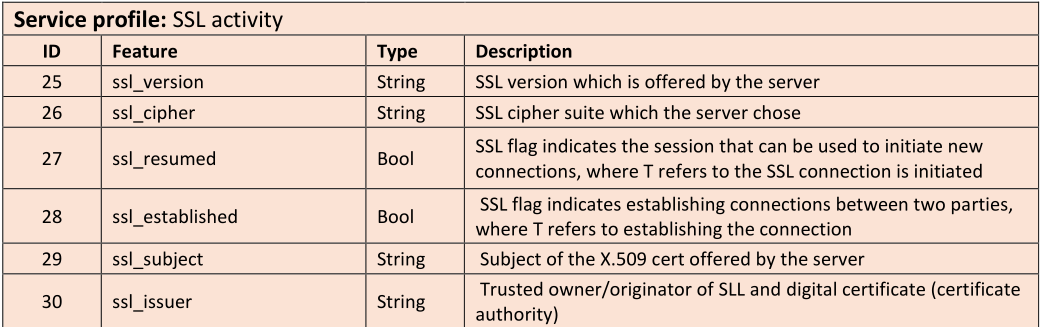 Service profile: SSL activity
ID Feature Type Description
25 ssl_version String SSL version which is offered by the server
26 ssl_cipher String SSL cipher suite which the server chose
27 ssl_resumed Bool SSL flag indicates the session that can be used to initiate new
connections, where T refers to the SSL connection is initiated
28 ssl_established Bool SSL flag indicates establishing connections between two parties,
where T refers to establishing the connection
29 ssl_subject String Subject of the X.509 cert offered by the server
30 ssl_issuer String Trusted owner/originator of SLL and digital certificate (certificate
authority)